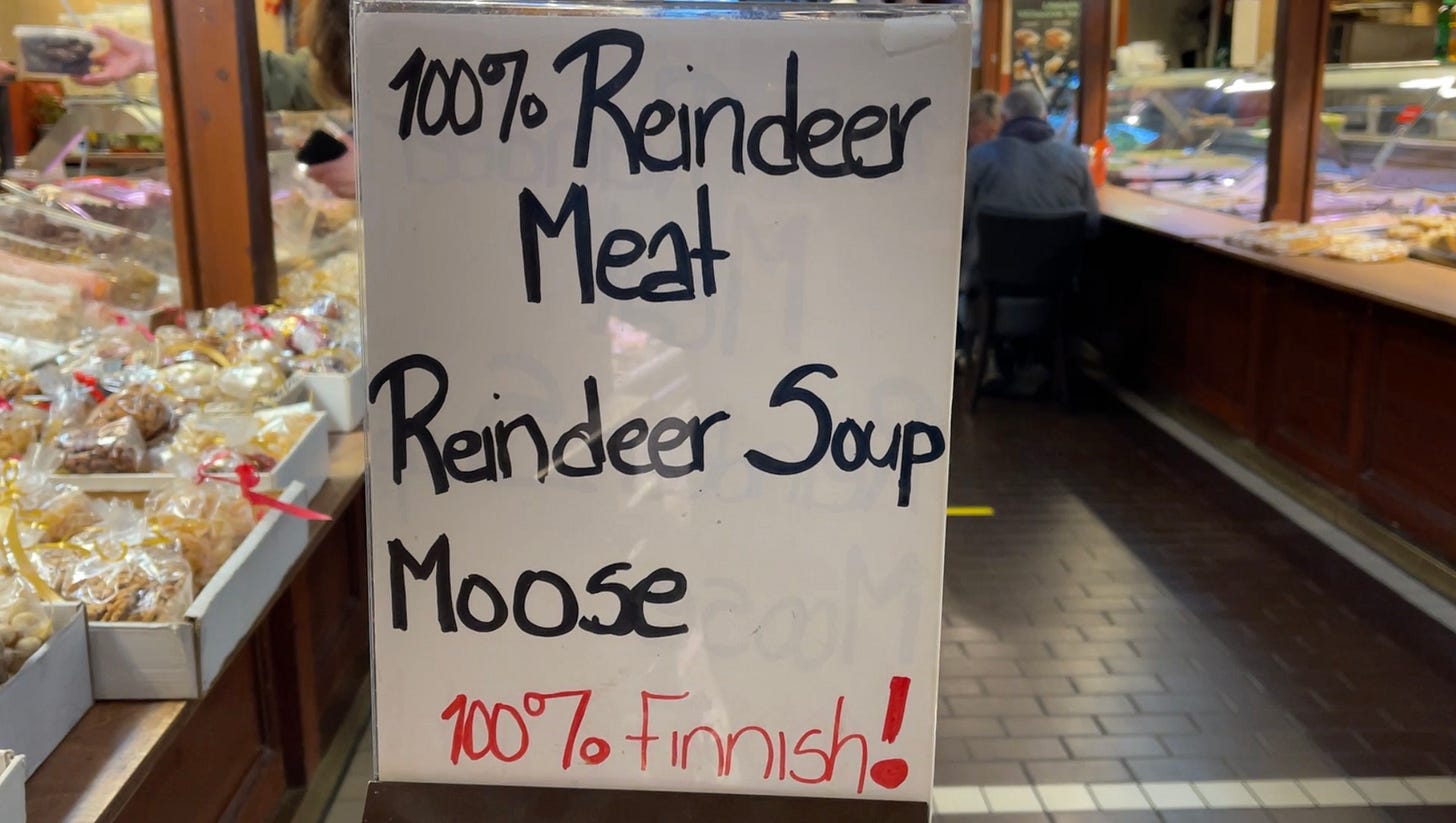 100% Reindeer
Meat
Reindeer Soup
Moose
100% Finnish!